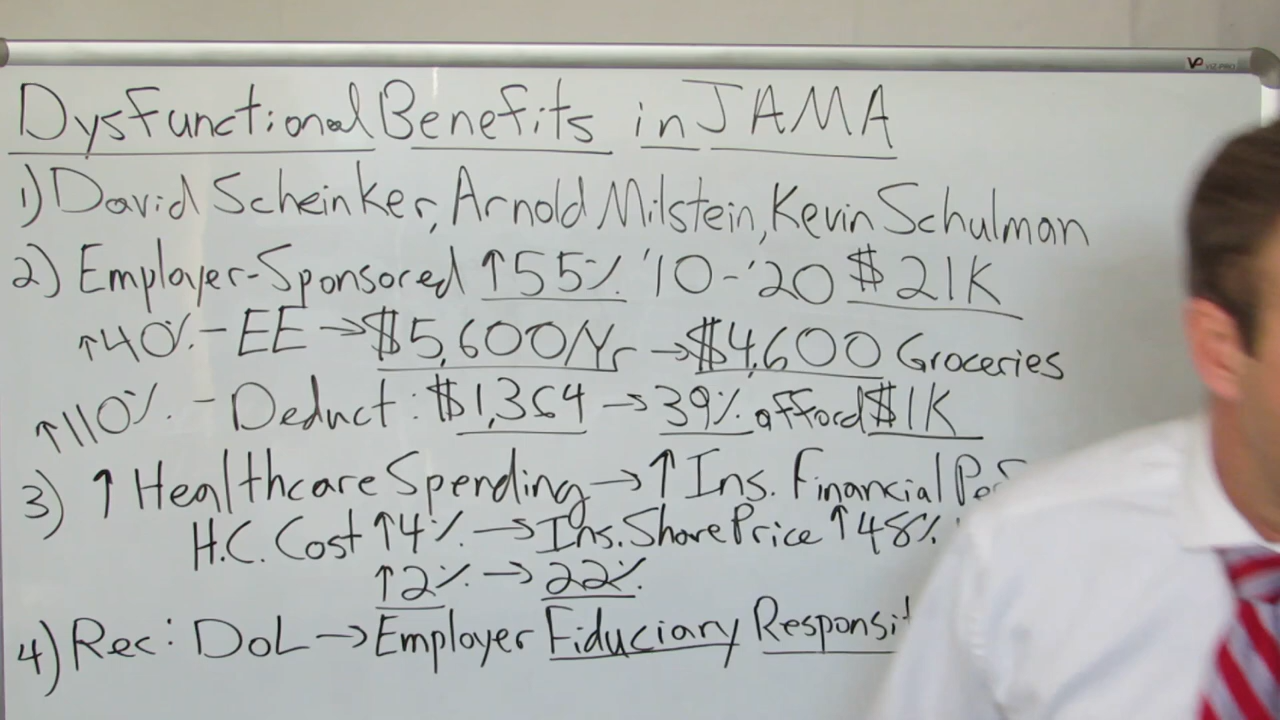 VIZ-PRO
Dysfunctional Benefits in JAMA
1) David Scheinker, Arnold Milstein, Kevin Schulman
2) Employer-Sponsored ↑55% '10-'20 $21K
↑40% - EE → $5,600/Yr → $4,600 Groceries
↑110% - Deduct: $1,364 → 39% afford $1K
3) ↑ Healthcare Spending → ↑ Ins. Financial
H.C. Cost ↑4% → Ins. Share Price ↑48%
↑2% → 22%
4) Rec: DoL → Employer Fiduciary